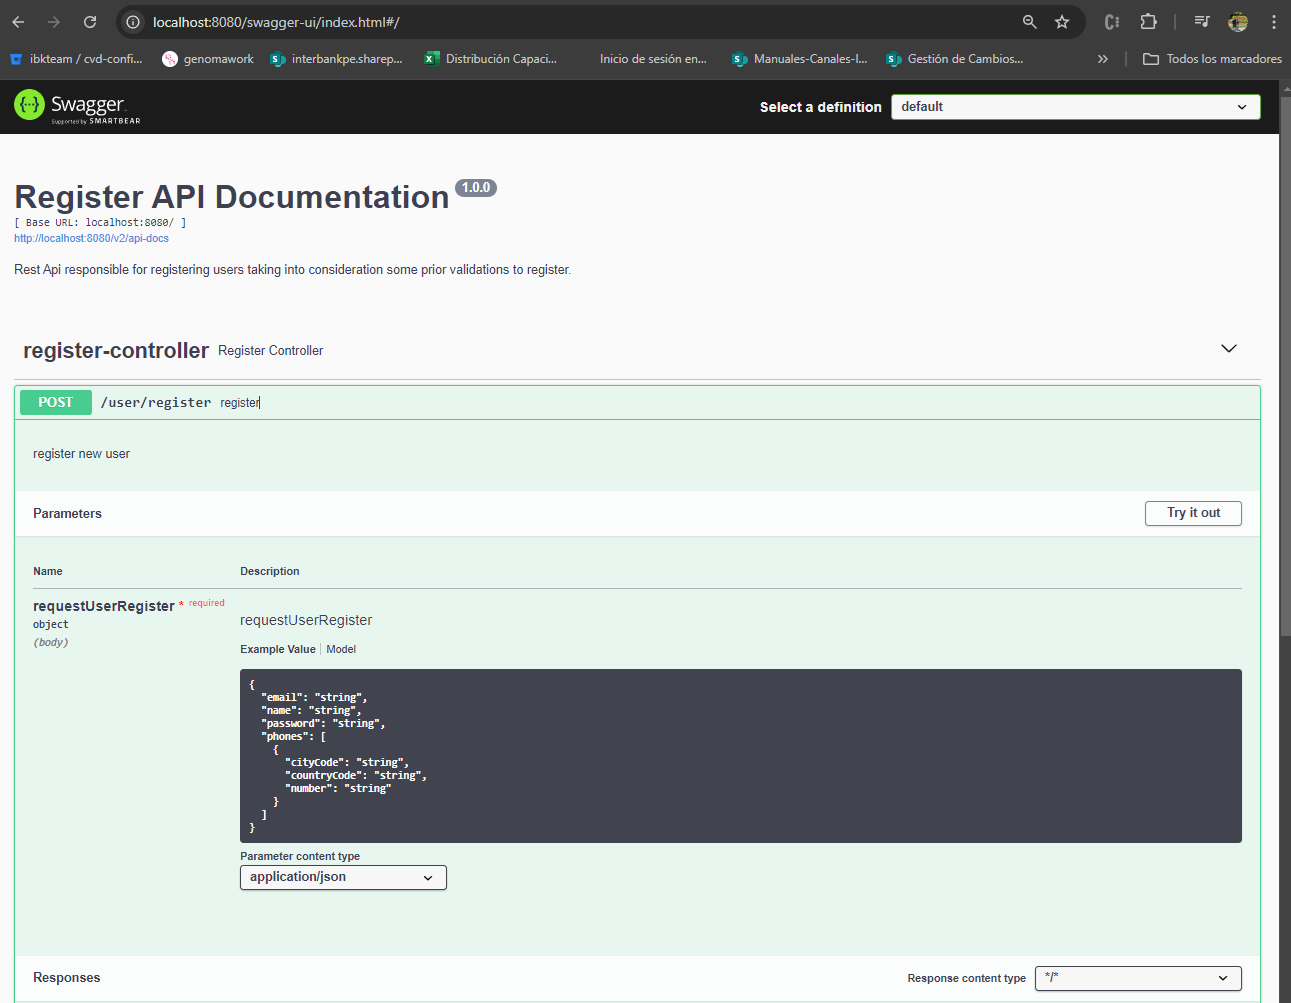 localhost:8080/swagger-ui/index.html#/
ibkteam / cvd-confi... genomawork interbankpe.sharep... Distribución Capaci... Inicio de sesión en... Manuales-Canales-I... Gestión de Cambios... » Todos los marcadores
Swagger
Supported by SMARTBEAR
Select a definition default
Register API Documentation 1.0.0
[ Base URL: localhost:8080/ ]
http://localhost:8080/v2/api-docs
Rest Api responsible for registering users taking into consideration some prior validations to register.
register-controller Register Controller
POST /user/register register
register new user
Parameters Try it out
Name Description
requestUserRegister * required
object
(body)
requestUserRegister
Example Value Model
{
  "email": "string",
  "name": "string",
  "password": "string",
  "phones": [
    {
      "cityCode": "string",
      "countryCode": "string",
      "number": "string"
    }
  ]
}
Parameter content type
application/json
Responses Response content type */*